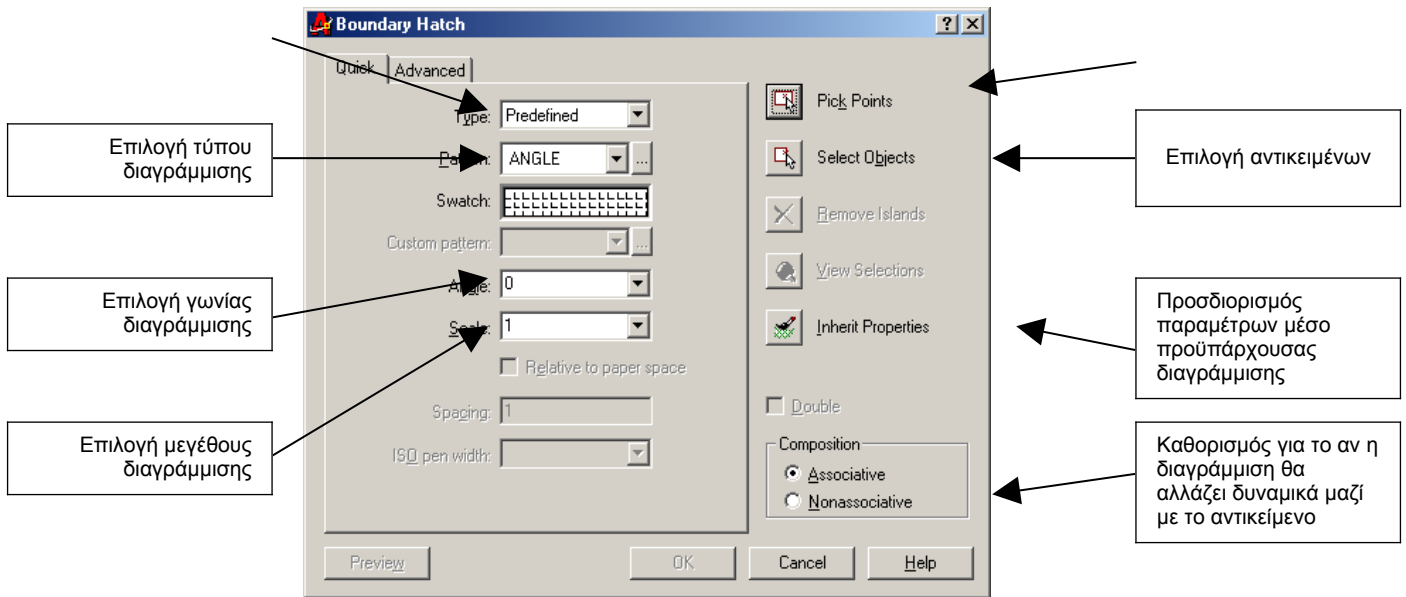 Boundary Hatch
Quick
Advanced
Type: Predefined
Pattern: ANGLE ...
Swatch:
Custom pattern: ...
Angle: 0
Scale: 1
Relative to paper space
Spacing: 1
ISO pen width:
Pick Points
Select Objects
Remove Islands
View Selections
Inherit Properties
Double
Composition
Associative
Nonassociative
Preview
OK
Cancel
Help
Επιλογή τύπου
διαγράμμισης
Επιλογή γωνίας
διαγράμμισης
Επιλογή μεγέθους
διαγράμμισης
Επιλογή αντικειμένων
Προσδιορισμός
παραμέτρων μέσο
προϋπάρχουσας
διαγράμμισης
Καθορισμός για το αν η
διαγράμμιση θα
αλλάζει δυναμικά μαζί
με το αντικείμενο